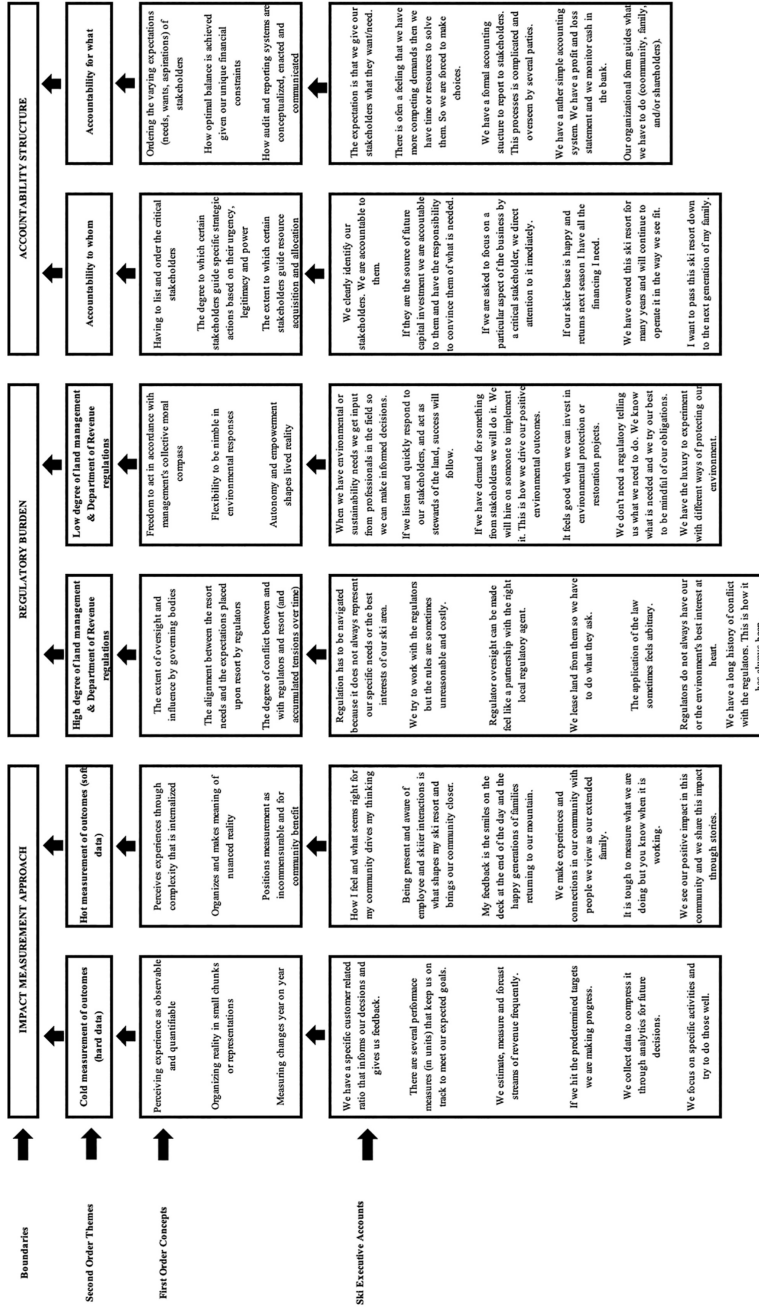 Boundaries
IMPACT MEASUREMENT APPROACH
REGULATORY BURDEN
ACCOUNTABILITY STRUCTURE
Second Order Themes
Cold measurement of outcomes
(hard data)
Hot measurement of outcomes (soft
data)
High degree of land management
& Department of Revenue
regulations
Low degree of land management
& Department of Revenue
regulations
Accountability to whom
Accountability for what
First Order Concepts
Perceiving experience as observable
and quantifiable
Organizing reality in small chunks
or representations
Measuring changes year on year
Perceives experiences through
complexity that is internalized
Organizes and makes meaning of
nuanced reality
Positions measurement as
incommensurable and for
community benefit
The extent of oversight and
influence by governing bodies
The alignment between the resort
needs and the expectations placed
upon resort by regulators
The degree of conflict between and
with regulators and resort (and
accumulated tensions over time)
Freedom to act in accordance with
management's collective moral
compass
Flexibility to be nimble in
environmental responses
Autonomy and empowerment
shapes lived reality
Having to list and order the critical
stakeholders
The degree to which certain
stakeholders guide specific strategic
actions based on their urgency,
legitimacy and power
The extent to which certain
stakeholders guide resource
acquisition and allocation
Ordering the varying expectations
(needs, wants, aspirations) of
stakeholders
How optimal balance is achieved
given our unique financial
constraints
How audit and reporting systems are
conceptualized, enacted and
communicated
Ski Executive Accounts
We have a specific customer related
ratio that informs our decsions and
gives us feedback.
There are several perfomance
measures (in units) that keep us on
track to meet our expected goals.
We estimate, measure and forcast
streams of revenue frequently.
If we hit the predetermined targets
we are making progress.
We collect data to compress it
through analytics for future
decisions.
We focus on specific activities and
try to do those well.
How I feel and what seems right for
my community drives my thinking
Being present and aware of
employee and skiier interactions is
what shapes my ski resort and
brings our community closer.
My feedback is the smiles on the
deck at the end of the day and the
happy generations of families
returning to our mountain.
We make experiences and
connections in our community with
people we view as our extended
family.
It is tough to measure what we are
doing but you know when it is
working.
We see our positive impact in this
community and we share this impact
through stories.
Regulation has to be navigated
because it does not always represent
our specific needs or the best
interests of our ski area.
We try to work with the regulators
but the rules are sometimes
unreasonable and costly.
Regulator oversight can be made
feel like a partnership with the right
local regulatory agent.
We lease land from them so we have
to do what they ask.
The application of the law
sometimes feels arbitrary.
Regulators do not always have our
or the environment's best interest at
heart.
We have a long history of conflict
with the regulators. This is how it
has always been.
When we have environmental or
sustainability needs we get input
from professionals in the field so
we can make informed decisions.
If we listen and quickly respond to
our stakeholders, and act as
stewards of the land, success will
follow.
If we have demand for something
from stakeholders we will do it. We
will hire on someone to implement
it. This is how we drive our positive
environmental outcomes.
It feels good when we can invest in
environmental protection or
restoration projects.
We don't need a regulatory telling
us what we need to do. We know
what is needed and we try our best
to be mindful of our obligations.
We have the luxury to experiment
with different ways of protecting our
environment.
We clearly identify our
stakeholders. We are accountable to
them.
If they are the source of future
capital investment we are accoutable
to them and have the responsibility
to convince them of what is needed.
If we are asked to focus on a
particular aspect of the business by
a critical stakeholder, we direct
attention to it imediately.
If our skier base is happy and
returns next season I have all the
financing I need.
We have owned this ski resort for
many years and will continue to
operate it in the way we see fit.
I want to pass this ski resort down
to the next generation of my family.
The expectation is that we give our
stakeholders what they want/need.
There is ofen a feeling that we have
more competing demands then we
have time or resources to solve
them. So we are forced to make
choices.
We have a formal accounting
stucture to report to stakeholders.
This processes is complicated and
overseen by several parties.
We have a rather simple accounting
system. We have a profit and loss
statement and we monitor cash in
the bank.
Our organizational form guides what
we have to do (community, family,
and/or shareholders).